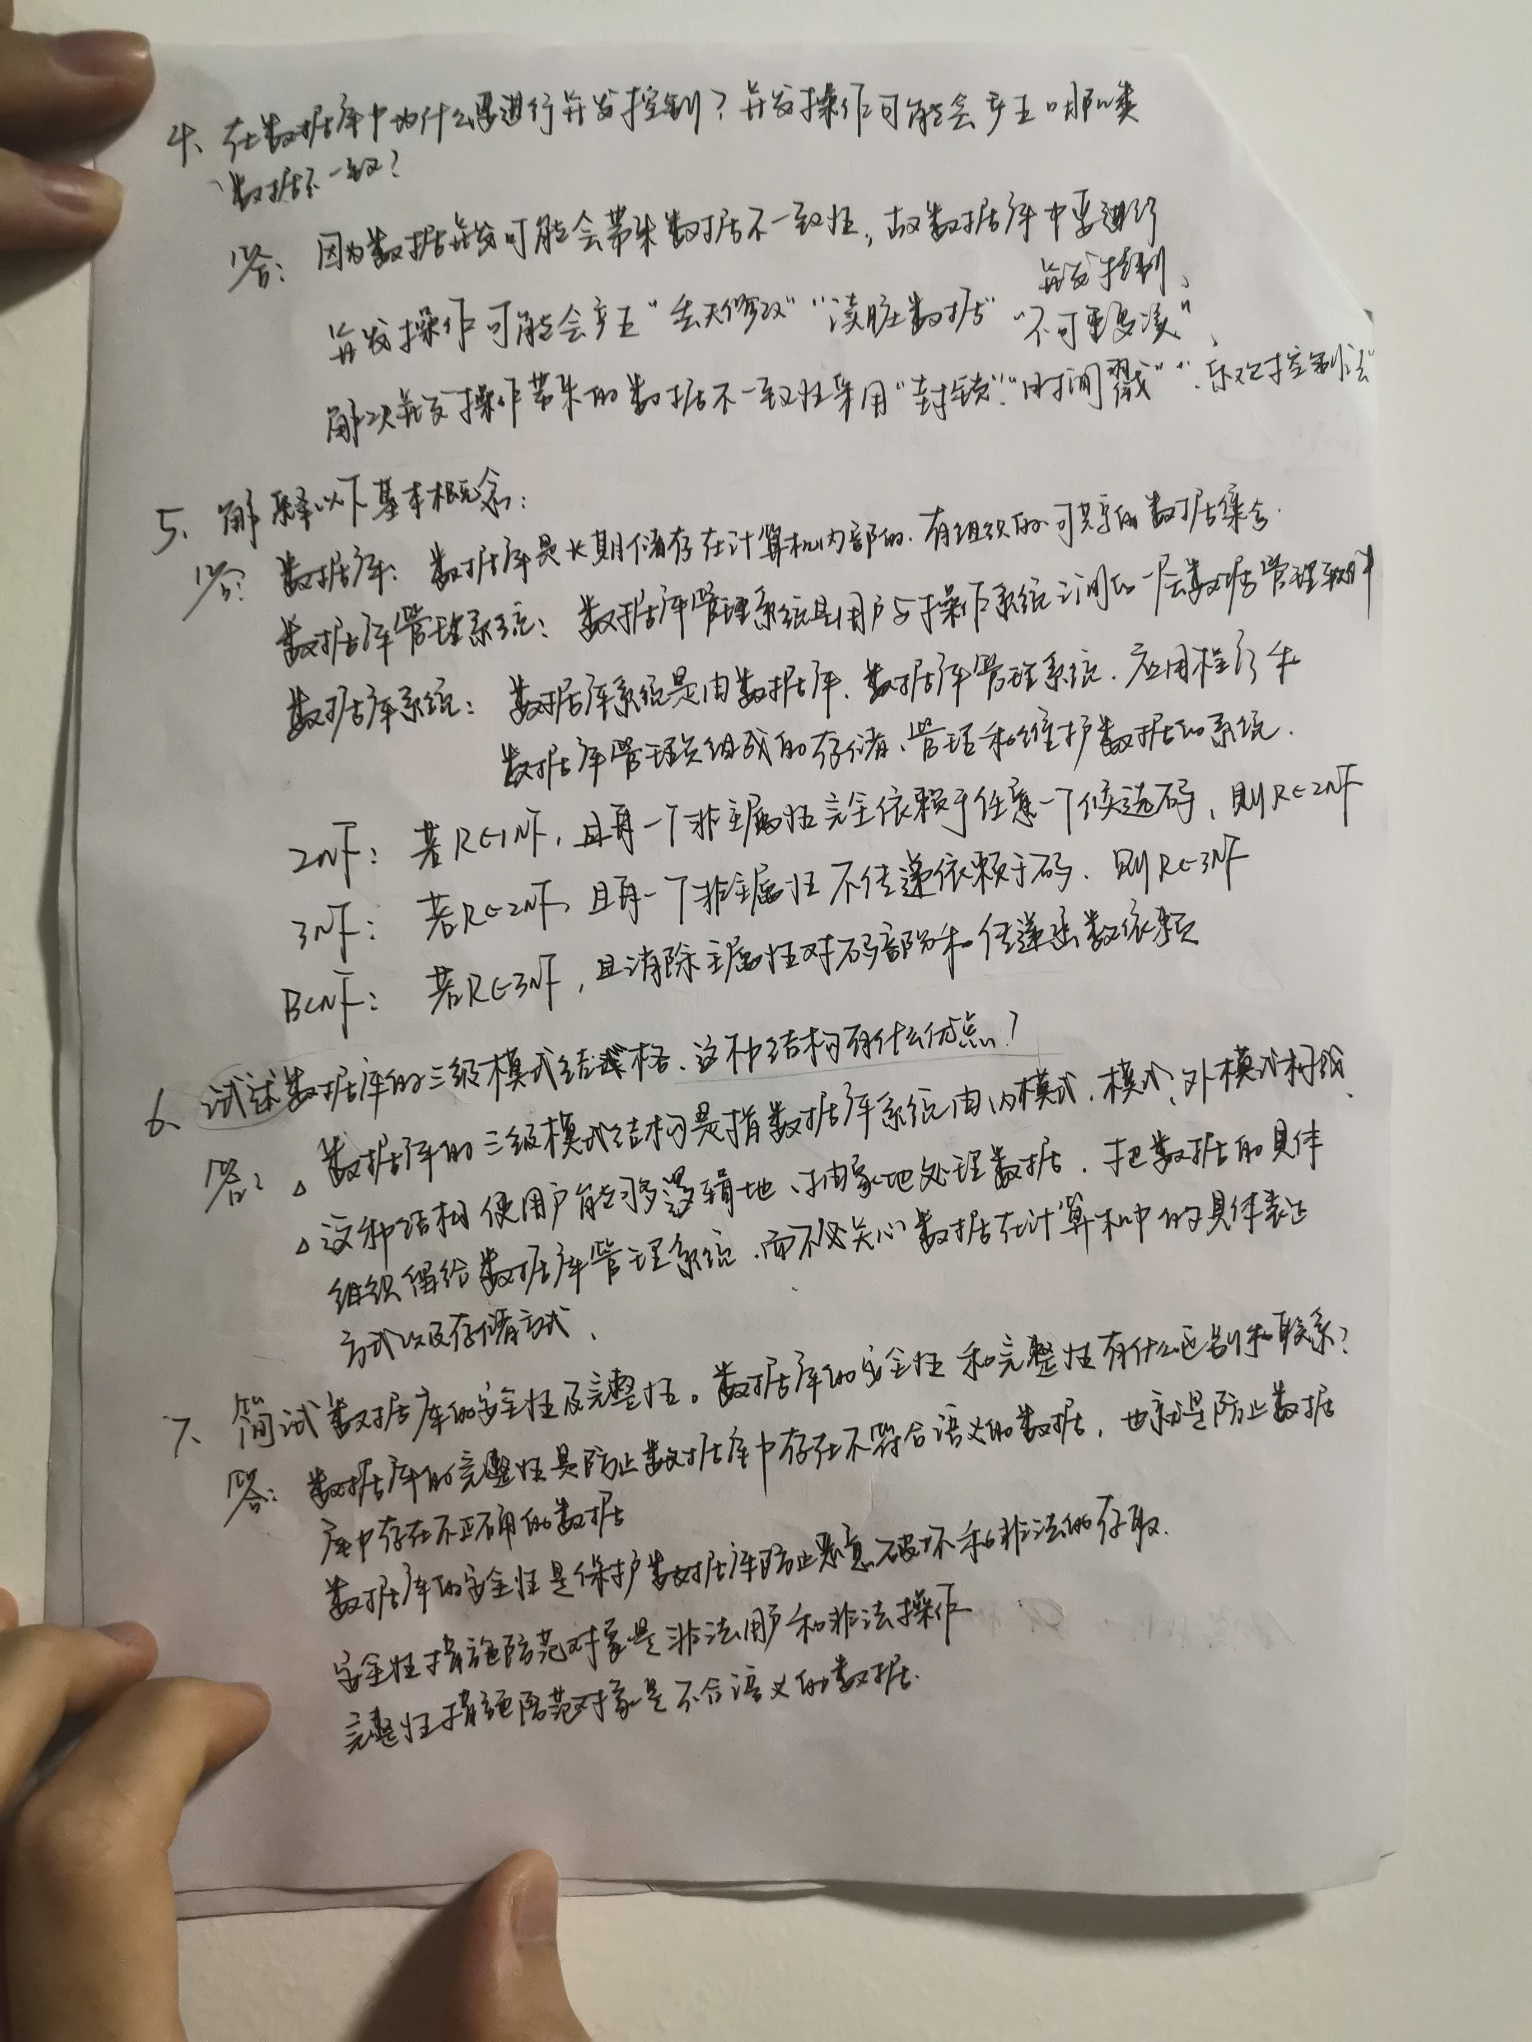 4、在数据库中为什么要进行并发控制？并发操作可能会产生哪几类
数据不一致？
答：因为数据并发可能会带来数据不一致性，故数据库中要进行
并发控制、
并发操作可能会产生"丢失修改""读脏数据""不可重复读"、
解决并发操作带来的数据不一致性采用"封锁"、"时间戳"、"乐观控制法"
5、解释以下基本概念：
答：数据库：数据库是长期储存在计算机内部的、有组织的可共享的数据集合.
数据库管理系统：数据库管理系统是用户与操作系统之间的一层数据管理软件
数据库系统：数据库系统是由数据库、数据库管理系统、应用程序和
数据库管理员组成的存储、管理和维护数据的系统.
2NF：若R∈1NF，且每一个非主属性完全依赖于任意一个候选码，则R∈2NF
3NF：若R∈2NF，且每一个非主属性不传递依赖于码，则R∈3NF
BCNF：若R∈3NF，且消除主属性对码部分和传递函数依赖
6、试述数据库的三级模式结构、这种结构有什么优点？
答：△数据库的三级模式结构是指数据库系统由内模式、模式、外模式构成、
△这种结构使用户能够逻辑地、抽象地处理数据、把数据的具体
组织留给数据库管理系统、而不必关心数据在计算机中的具体表达
方式以及存储方式、
7、简试数据库的安全性及完整性。数据库的安全性和完整性有什么区别和联系？
答：数据库的完整性是防止数据库中存在不符合语义的数据，也就是防止数据
库中存在不正确的数据
数据库的安全性是保护数据库防止恶意破坏和非法的存取.
安全性措施防范对象是非法用户和非法操作
完整性措施防范对象是不合语义的数据.